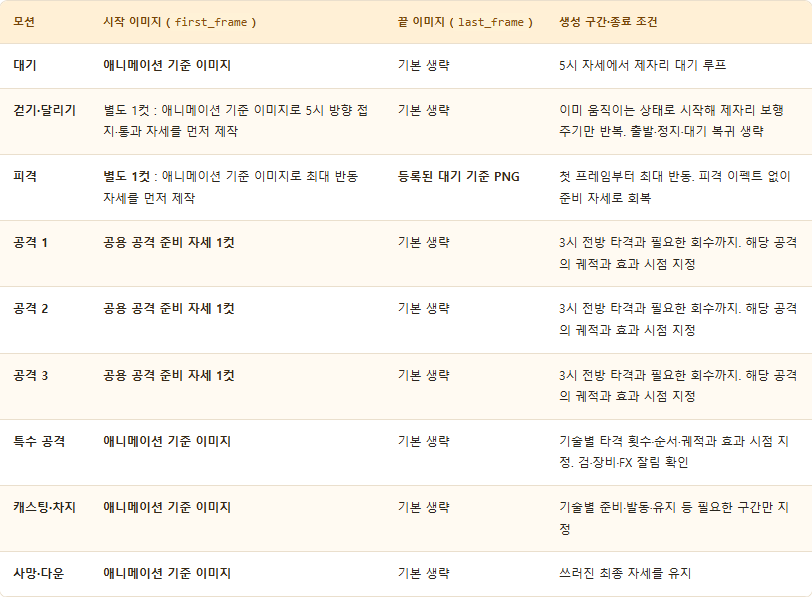 모션 시작 이미지 ( first_frame ) 끝 이미지 ( last_frame ) 생성 구간·종료 조건
대기 애니메이션 기준 이미지 기본 생략 5시 자세에서 제자리 대기 루프
걷기·달리기 별도 1컷 : 애니메이션 기준 이미지로 5시 방향 접 기본 생략 이미 움직이는 상태로 시작해 제자리 보행
지·통과 자세를 먼저 제작 주기만 반복. 출발·정지·대기 복귀 생략
피격 별도 1컷 : 애니메이션 기준 이미지로 최대 반동 등록된 대기 기준 PNG 첫 프레임부터 최대 반동. 피격 이펙트 없이
자세를 먼저 제작 준비 자세로 회복
공격 1 공용 공격 준비 자세 1컷 기본 생략 3시 전방 타격과 필요한 회수까지. 해당 공격
의 궤적과 효과 시점 지정
공격 2 공용 공격 준비 자세 1컷 기본 생략 3시 전방 타격과 필요한 회수까지. 해당 공격
의 궤적과 효과 시점 지정
공격 3 공용 공격 준비 자세 1컷 기본 생략 3시 전방 타격과 필요한 회수까지. 해당 공격
의 궤적과 효과 시점 지정
특수 공격 애니메이션 기준 이미지 기본 생략 기술별 타격 횟수·순서·궤적과 효과 시점 지
정. 검·장비·FX 잘림 확인
캐스팅·차지 애니메이션 기준 이미지 기본 생략 기술별 준비·발동·유지 등 필요한 구간만 지
정
사망·다운 애니메이션 기준 이미지 기본 생략 쓰러진 최종 자세를 유지